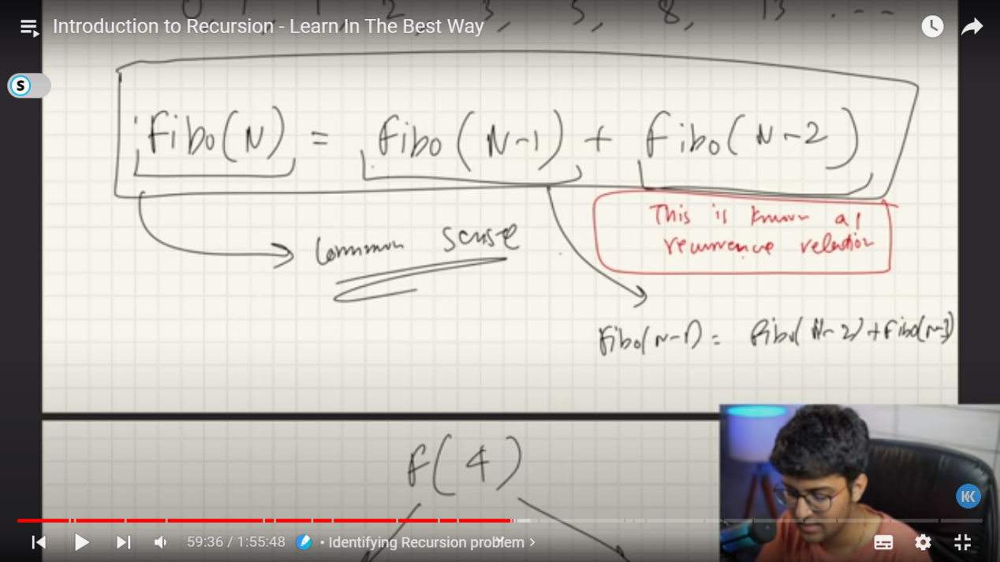 0, 1, 1, 2, 3, 5, 8, 13 . . . .
Introduction to Recursion - Learn In The Best Way
S
Fibo(N) = Fibo(N-1) + Fibo(N-2)
This is known as
recurrence relation
Common Sense
Fibo(N-1) = Fibo(N-2) + Fibo(N-3)
F(4)
KK
59:36 / 1:55:48 • Identifying Recursion problem >